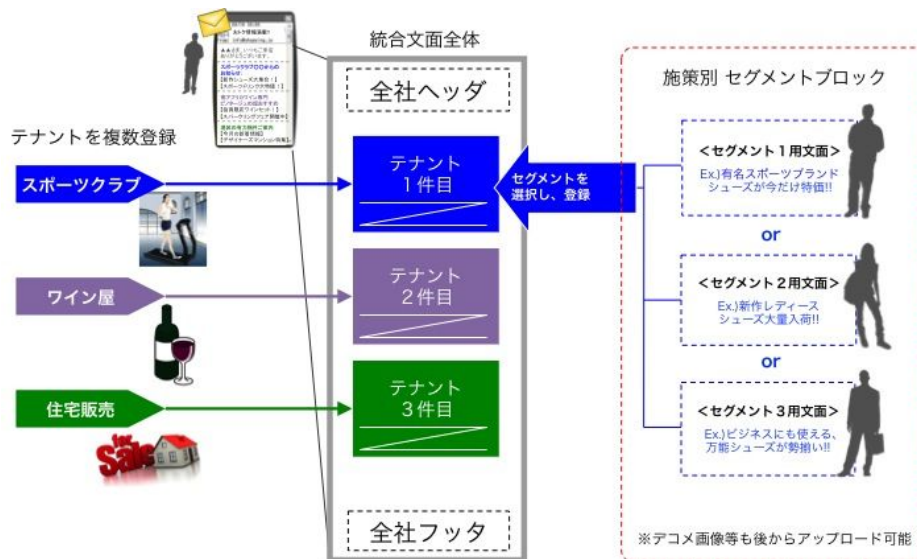 統合文面全体
施策別 セグメントブロック
全社ヘッダ
テナントを複数登録
スポーツクラブ
テナント
1件目
セグメントを
選択し、登録
<セグメント1用文面>
Ex.)有名スポーツブランド
シューズが今だけ特価!!
or
ワイン屋
テナント
2件目
<セグメント2用文面>
Ex.)新作レディース
シューズ大量入荷!!
or
住宅販売
テナント
3件目
for
Sale
<セグメント3用文面>
Ex.)ビジネスにも使える、
万能シューズが勢揃い!!
全社フッタ
※デコメ画像等も後からアップロード可能